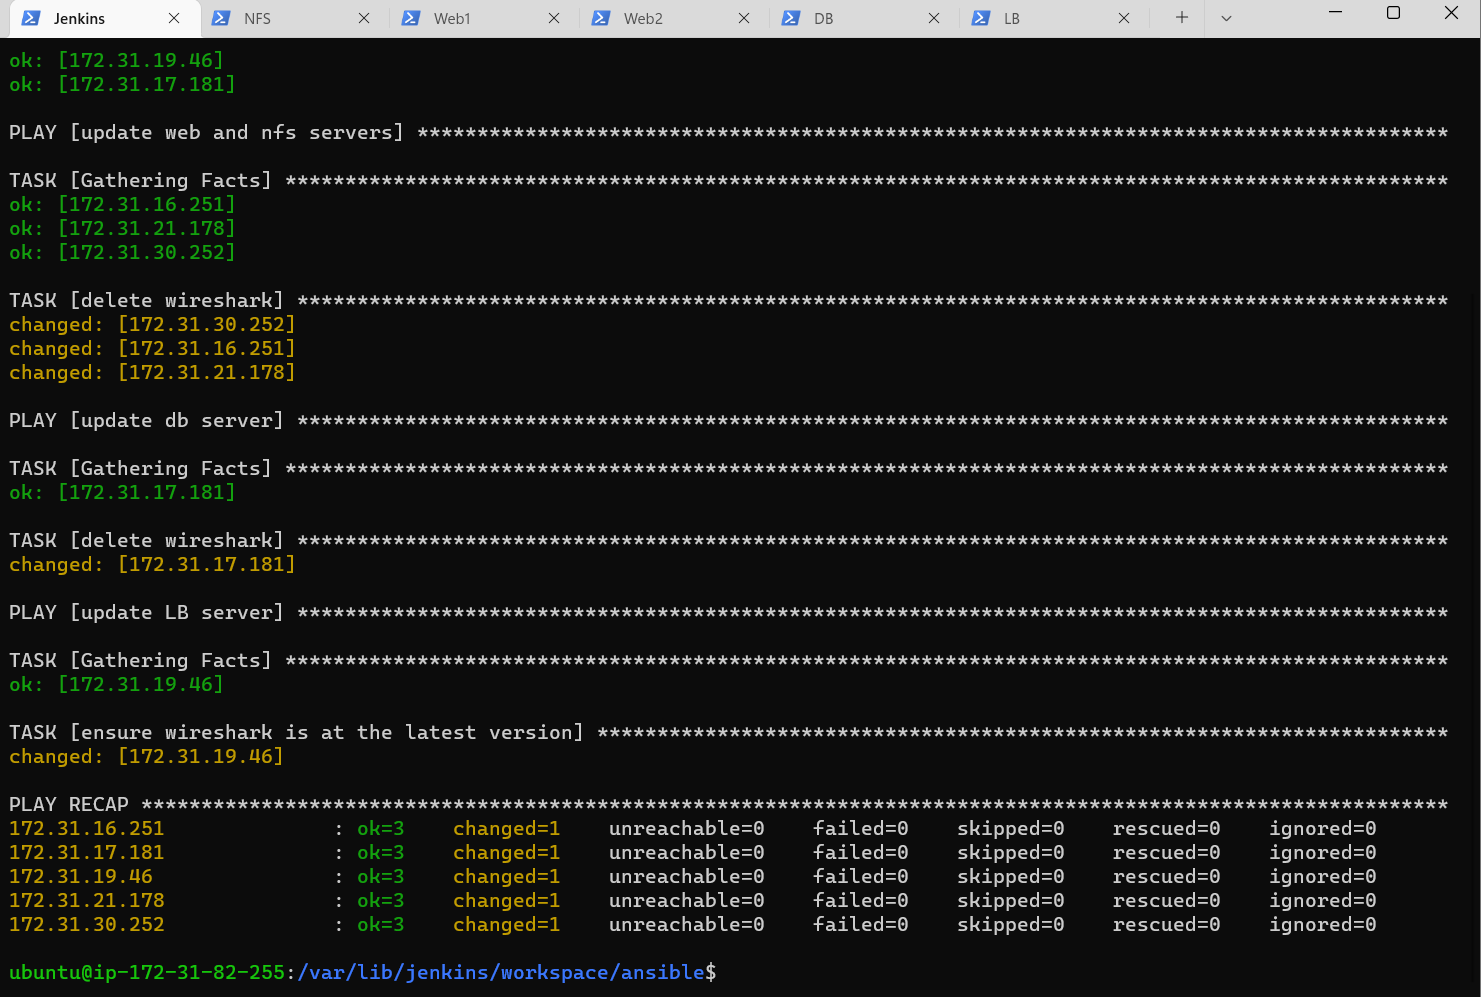 Jenkins NFS Web1 Web2 DB LB
ok: [172.31.19.46]
ok: [172.31.17.181]
PLAY [update web and nfs servers] **************************************************************************************
TASK [Gathering Facts] *************************************************************************************************
ok: [172.31.16.251]
ok: [172.31.21.178]
ok: [172.31.30.252]
TASK [delete wireshark] ************************************************************************************************
changed: [172.31.30.252]
changed: [172.31.16.251]
changed: [172.31.21.178]
PLAY [update db server] ************************************************************************************************
TASK [Gathering Facts] *************************************************************************************************
ok: [172.31.17.181]
TASK [delete wireshark] ************************************************************************************************
changed: [172.31.17.181]
PLAY [update LB server] ************************************************************************************************
TASK [Gathering Facts] *************************************************************************************************
ok: [172.31.19.46]
TASK [ensure wireshark is at the latest version] ***********************************************************************
changed: [172.31.19.46]
PLAY RECAP *************************************************************************************************************
172.31.16.251 : ok=3 changed=1 unreachable=0 failed=0 skipped=0 rescued=0 ignored=0
172.31.17.181 : ok=3 changed=1 unreachable=0 failed=0 skipped=0 rescued=0 ignored=0
172.31.19.46 : ok=3 changed=1 unreachable=0 failed=0 skipped=0 rescued=0 ignored=0
172.31.21.178 : ok=3 changed=1 unreachable=0 failed=0 skipped=0 rescued=0 ignored=0
172.31.30.252 : ok=3 changed=1 unreachable=0 failed=0 skipped=0 rescued=0 ignored=0
ubuntu@ip-172-31-82-255:/var/lib/jenkins/workspace/ansible$